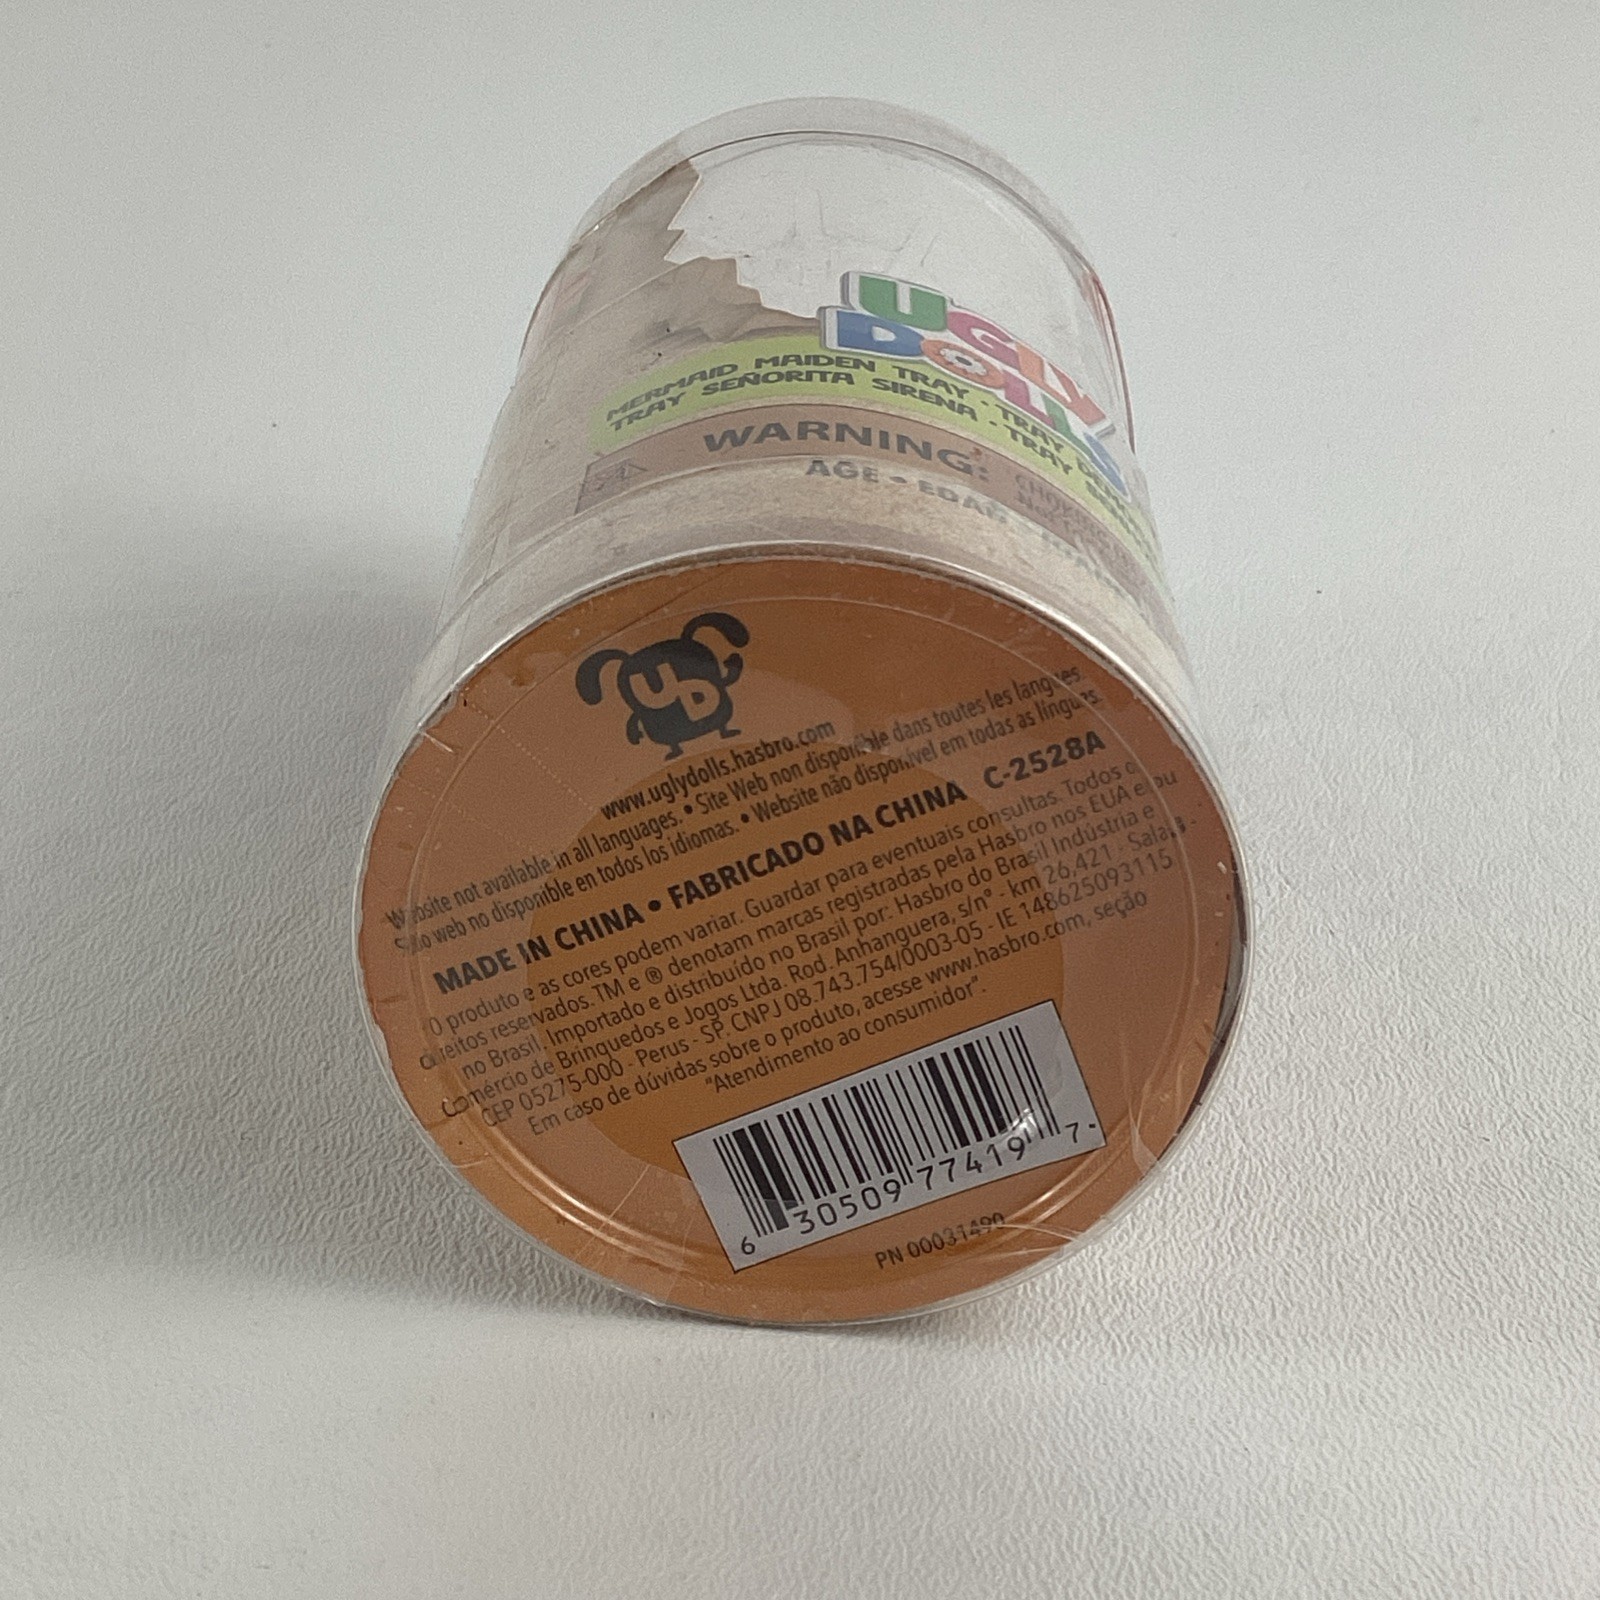 UGLY
DOLLS
MERMAID MAIDEN TRAY • TRAY
TRAY SEÑORITA SIRENA • TRAY
WARNING:
AGE • EDAD
UD
www.uglydolls.hasbro.com
Website not available in all languages. • Site Web non disponible dans toutes les langues.
Sitio web no disponible en todos los idiomas. • Website não disponível em todas as línguas.
MADE IN CHINA • FABRICADO NA CHINA C-2528A
O produto e as cores podem variar. Guardar para eventuais consultas. Todos os
direitos reservados. TM e ® denotam marcas registradas pela Hasbro nos EUA e/ou
no Brasil. Importado e distribuído no Brasil por: Hasbro do Brasil Indústria e
Comércio de Brinquedos e Jogos Ltda. Rod. Anhanguera, s/nº - km 26,421 - Sala 3 -
CEP 05275-000 - Perus - SP. CNPJ 08.743.754/0003-05 - IE 148625093115
Em caso de dúvidas sobre o produto, acesse www.hasbro.com, seção
"Atendimento ao consumidor".
6 30509 77419 7
PN 00031490